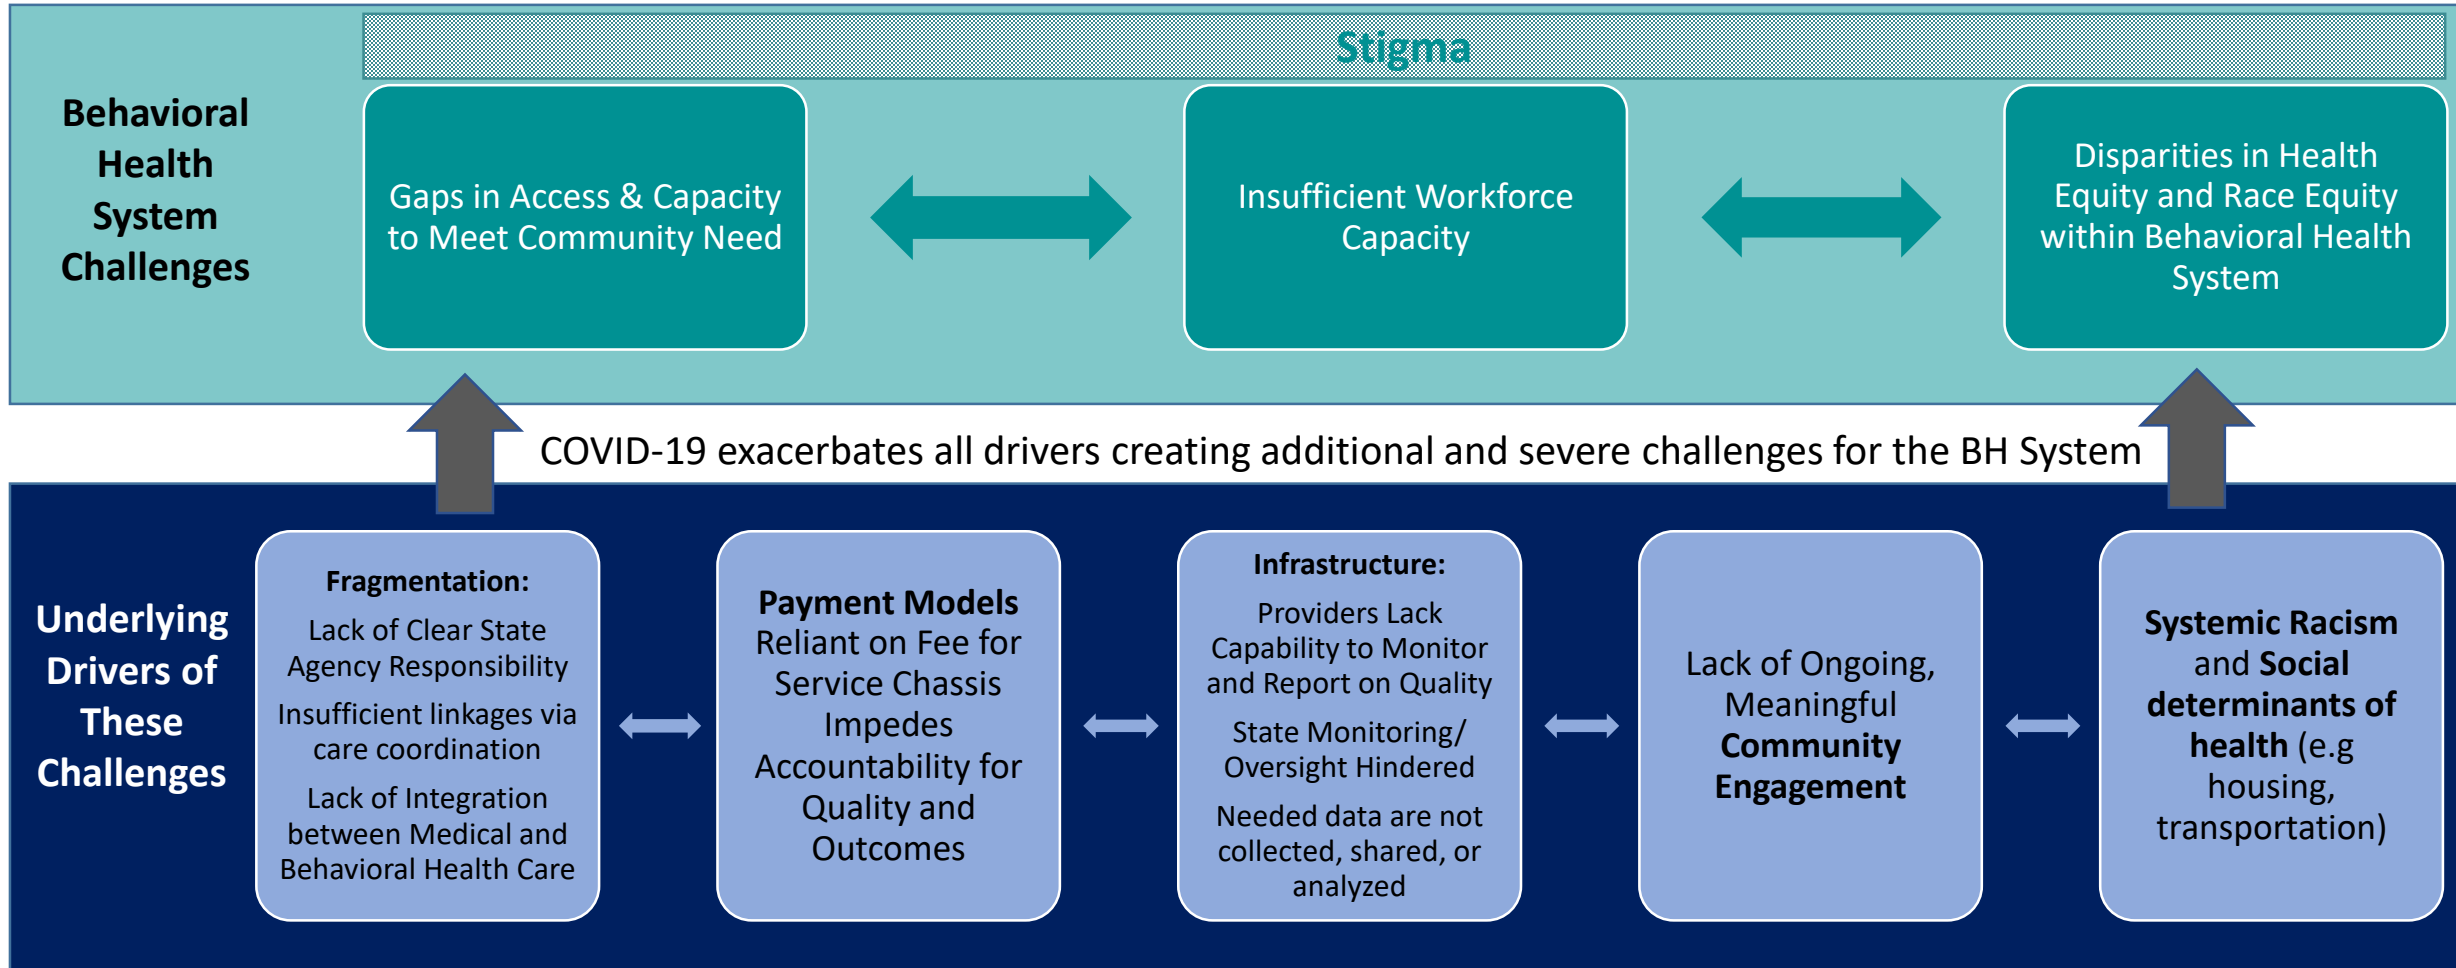 Stigma
Behavioral
Health
System
Challenges
Gaps in Access & Capacity
to Meet Community Need
Insufficient Workforce
Capacity
Disparities in Health
Equity and Race Equity
within Behavioral Health
System
COVID-19 exacerbates all drivers creating additional and severe challenges for the BH System
Underlying
Drivers of
These
Challenges
Fragmentation:
Lack of Clear State
Agency Responsibility
Insufficient linkages via
care coordination
Lack of Integration
between Medical and
Behavioral Health Care
Payment Models
Reliant on Fee for
Service Chassis
Impedes
Accountability for
Quality and
Outcomes
Infrastructure:
Providers Lack
Capability to Monitor
and Report on Quality
State Monitoring/
Oversight Hindered
Needed data are not
collected, shared, or
analyzed
Lack of Ongoing,
Meaningful
Community
Engagement
Systemic Racism
and Social
determinants of
health (e.g
housing,
transportation)